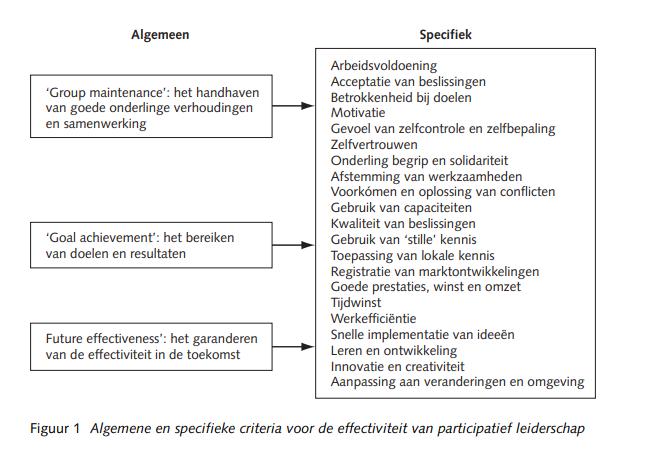 Algemeen
Specifiek
‘Group maintenance’: het handhaven
van goede onderlinge verhoudingen
en samenwerking
‘Goal achievement’: het bereiken
van doelen en resultaten
Future effectiveness’: het garanderen
van de effectiviteit in de toekomst
Arbeidsvoldoening
Acceptatie van beslissingen
Betrokkenheid bij doelen
Motivatie
Gevoel van zelfcontrole en zelfbepaling
Zelfvertrouwen
Onderling begrip en solidariteit
Afstemming van werkzaamheden
Voorkómen en oplossing van conflicten
Gebruik van capaciteiten
Kwaliteit van beslissingen
Gebruik van ‘stille’ kennis
Toepassing van lokale kennis
Registratie van marktontwikkelingen
Goede prestaties, winst en omzet
Tijdwinst
Werkefficiëntie
Snelle implementatie van ideeën
Leren en ontwikkeling
Innovatie en creativiteit
Aanpassing aan veranderingen en omgeving
Figuur 1 Algemene en specifieke criteria voor de effectiviteit van participatief leiderschap